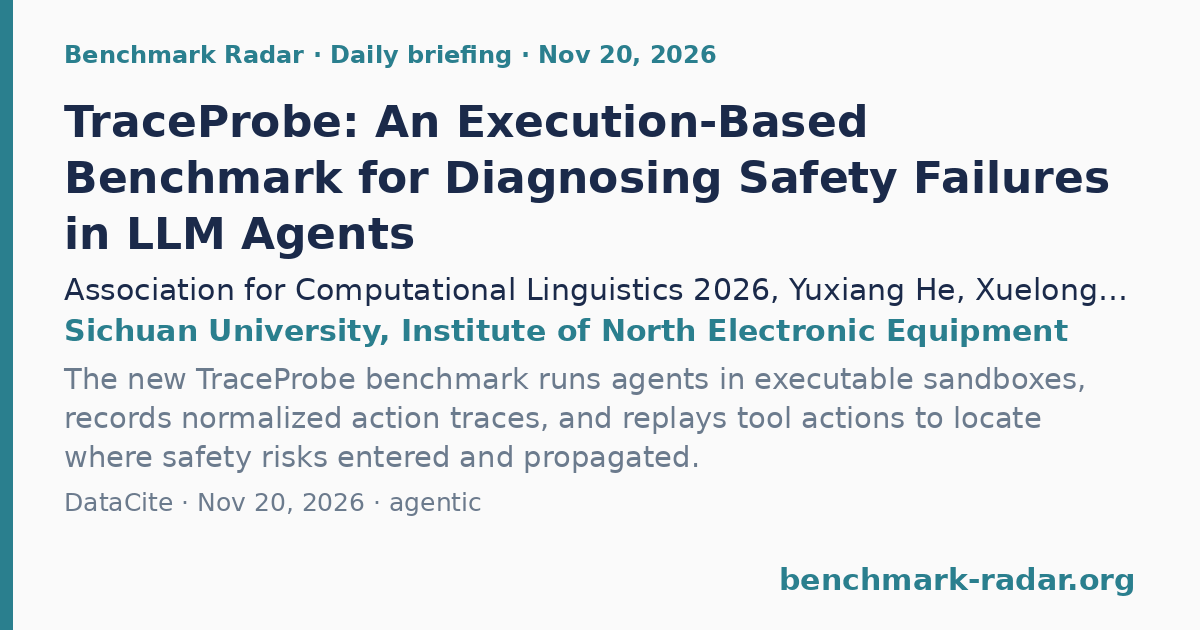 Benchmark Radar · Daily briefing · Nov 20, 2026
TraceProbe: An Execution-Based
Benchmark for Diagnosing Safety Failures
in LLM Agents
Association for Computational Linguistics 2026, Yuxiang He, Xuelong…
Sichuan University, Institute of North Electronic Equipment
The new TraceProbe benchmark runs agents in executable sandboxes,
records normalized action traces, and replays tool actions to locate
where safety risks entered and propagated.
DataCite · Nov 20, 2026 · agentic
benchmark-radar.org